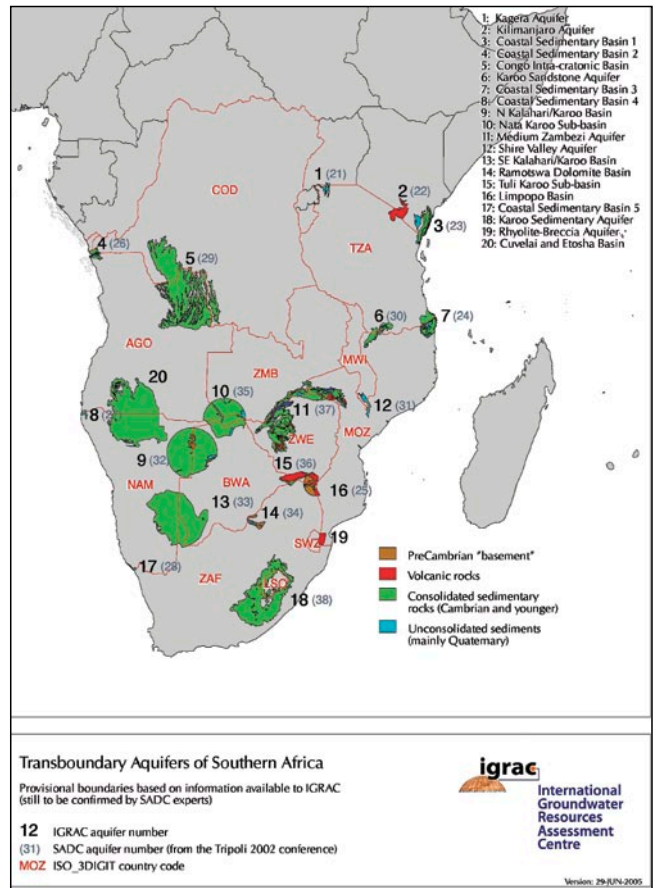 1: Kagera Aquifer
2: Kilimanjaro Aquifer
3: Coastal Sedimentary Basin 1
4: Coastal Sedimentary Basin 2
5: Congo Intra-cratonic Basin
6: Karoo Sandstone Aquifer
7: Coastal Sedimentary Basin 3
8: Coastal Sedimentary Basin 4
9: N Kalahari/Karoo Basin
10: Nata Karoo Sub-basin
11: Medium Zambezi Aquifer
12: Shire Valley Aquifer
13: SE Kalahari/Karoo Basin
14: Ramotswa Dolomite Basin
15: Tuli Karoo Sub-basin
16: Limpopo Basin
17: Coastal Sedimentary Basin 5
18: Karoo Sedimentary Aquifer
19: Rhyolite-Breccia Aquifer
20: Cuvelai and Etosha Basin
1 (21)
COD
2 (22)
3 (23)
4 (26)
TZA
5 (29)
6 (30)
7 (24)
AGO
MWI
20
ZMB
10 (35)
8
11 (37)
12 (31)
ZWE
MOZ
9 (32)
15 (36)
NAM
BWA
16 (25)
13 (33)
14 (34)
SWZ
19
17 (28)
ZAF
LSO
18 (38)
PreCambrian "basement"
Volcanic rocks
Consolidated sedimentary
rocks (Cambrian and younger)
Unconsolidated sediments
(mainly Quaternary)
Transboundary Aquifers of Southern Africa
Provisional boundaries based on information available to IGRAC
(still to be confirmed by SADC experts)
12 IGRAC aquifer number
(31) SADC aquifer number (from the Tripoli 2002 conference)
MOZ ISO_3DIGIT country code
igrac
International
Groundwater
Resources
Assessment
Centre
Version: 29-JUN-2005